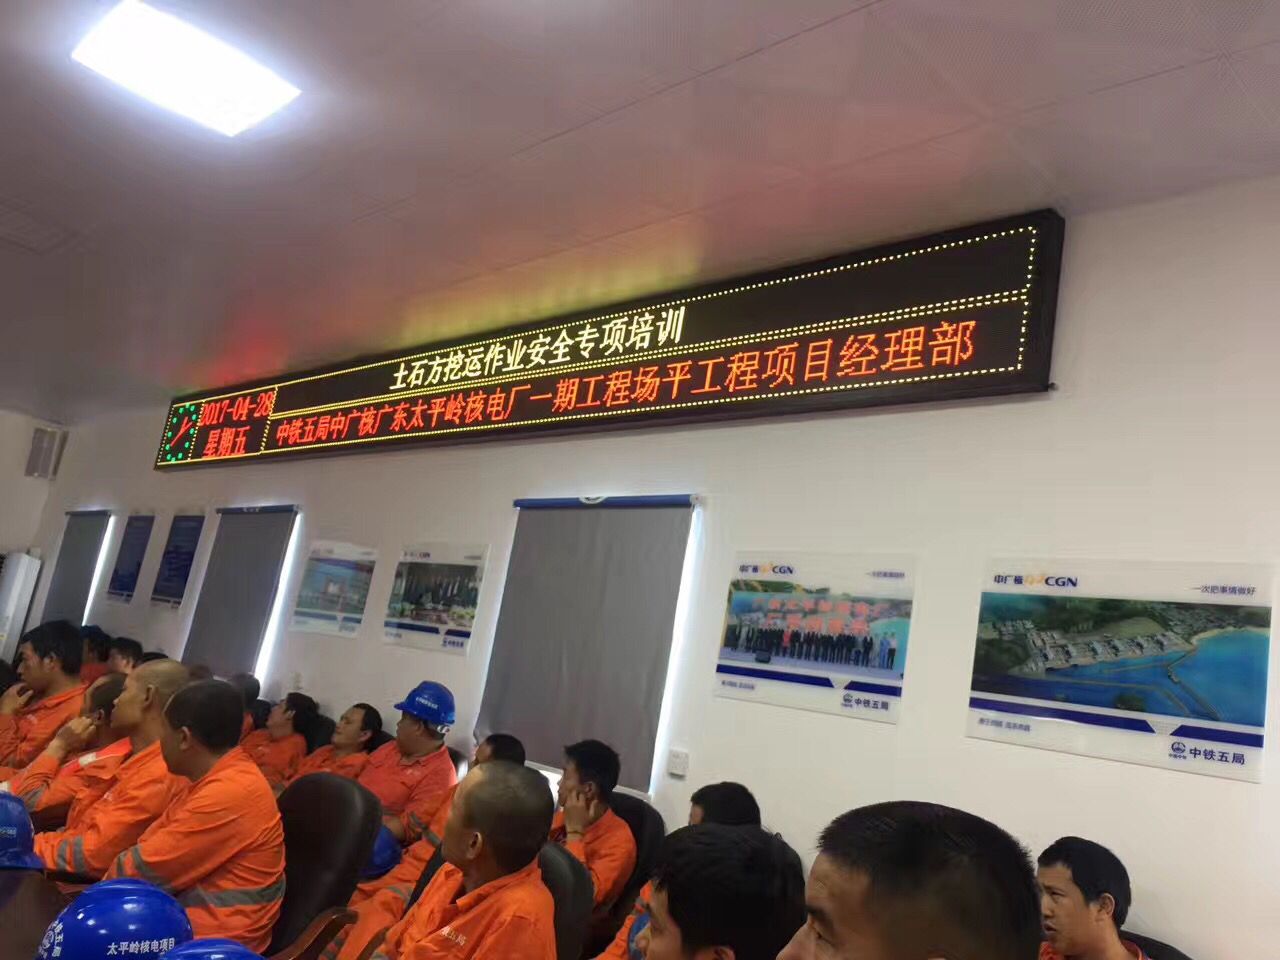 土石方挖运作业安全专项培训
2017-04-28
星期五
中铁五局中广核广东太平岭核电厂一期工程场平工程项目经理部
中广核 CGN
中广核 CGN
一次把事情做好
中铁五局
中铁五局
太平岭核电项目
五局
五局